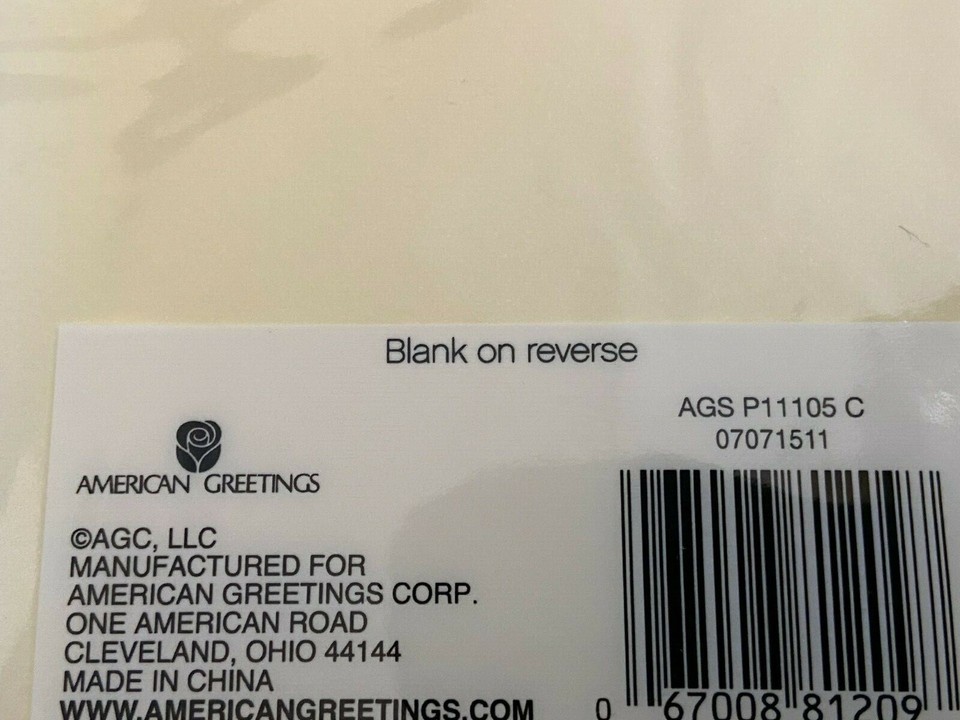 Blank on reverse
AGS P11105 C
07071511
AMERICAN GREETINGS
©AGC, LLC
MANUFACTURED FOR
AMERICAN GREETINGS CORP.
ONE AMERICAN ROAD
CLEVELAND, OHIO 44144
MADE IN CHINA
WWW.AMERICANGREETINGS.COM
0 67008 81209